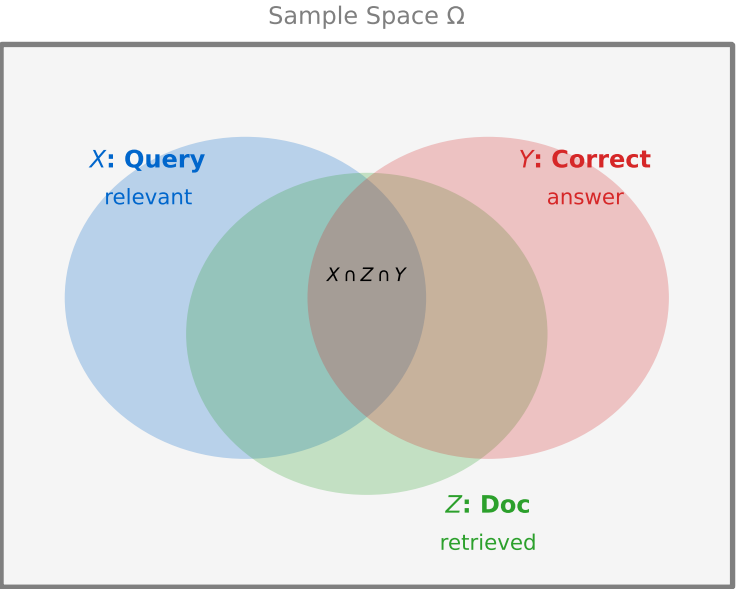 Sample Space Ω
X: Query
relevant
Y: Correct
answer
X ∩ Z ∩ Y
Z: Doc
retrieved